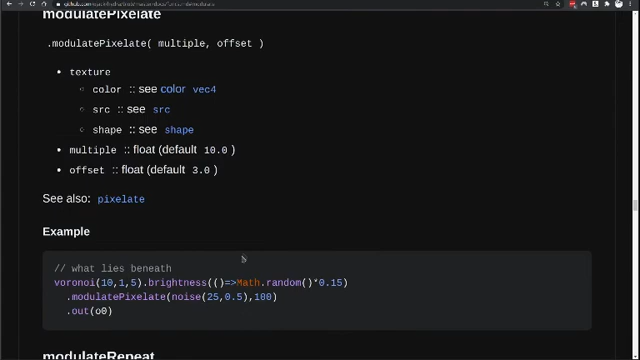 modulatePixelate
.modulatePixelate( multiple, offset )
texture
color :: see color vec4
src :: see src
shape :: see shape
multiple :: float (default 10.0 )
offset :: float (default 3.0 )
See also: pixelate
Example
// what lies beneath
voronoi(10,1,5).brightness(()=>Math.random()*0.15)
.modulatePixelate(noise(25,0.5),100)
.out(o0)
modulateRepeat